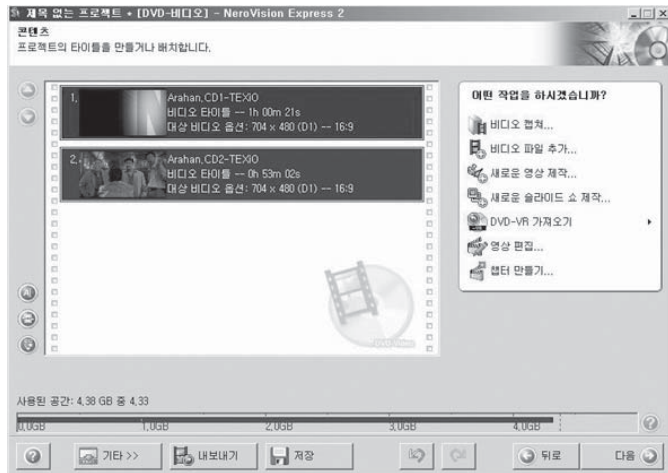 제목 없는 프로젝트 • [DVD-비디오] - NeroVision Express 2
콘텐츠
프로젝트의 타이틀을 만들거나 배치합니다.
1. Arahan,CD1-TEXiO
비디오 타이틀 -- 1h 00m 21s
대상 비디오 옵션: 704 x 480 (D1) -- 16:9
2. Arahan,CD2-TEXiO
비디오 타이틀 -- 0h 53m 02s
대상 비디오 옵션: 704 x 480 (D1) -- 16:9
DVD Video
어떤 작업을 하시겠습니까?
비디오 캡쳐...
비디오 파일 추가...
새로운 영상 제작...
새로운 슬라이드 쇼 제작...
DVD-VR 가져오기
영상 편집...
챕터 만들기...
사용된 공간: 4,38 GB 중 4,33
0,0GB 1,0GB 2,0GB 3,0GB 4,0GB
기타 >> 내보내기 저장 뒤로 다음